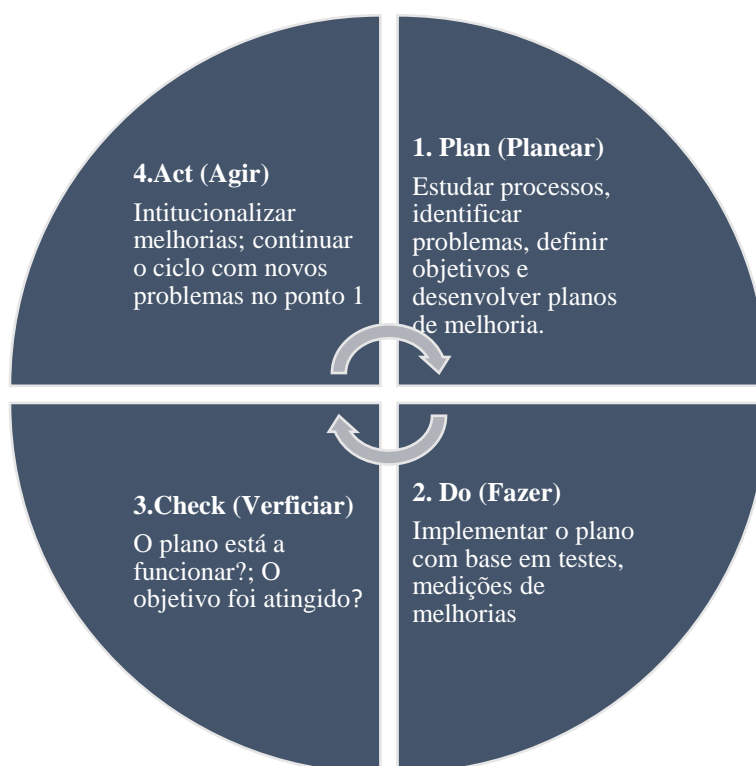 1. Plan (Planear)
Estudar processos,
identificar
problemas, definir
objetivos e
desenvolver planos
de melhoria.
2. Do (Fazer)
Implementar o plano
com base em testes,
medições de
melhorias
3.Check (Verficiar)
O plano está a
funcionar?; O
objetivo foi atingido?
4.Act (Agir)
Intitucionalizar
melhorias; continuar
o ciclo com novos
problemas no ponto 1